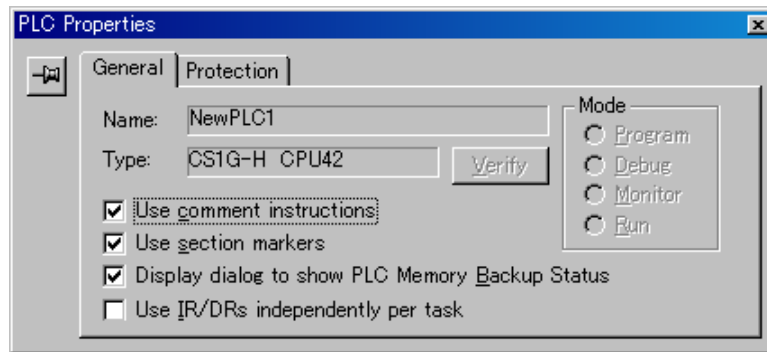 PLC Properties
General
Protection
Name: NewPLC1
Type: CS1G-H CPU42
Verify
Mode
Program
Debug
Monitor
Run
Use comment instructions
Use section markers
Display dialog to show PLC Memory Backup Status
Use IR/DRs independently per task